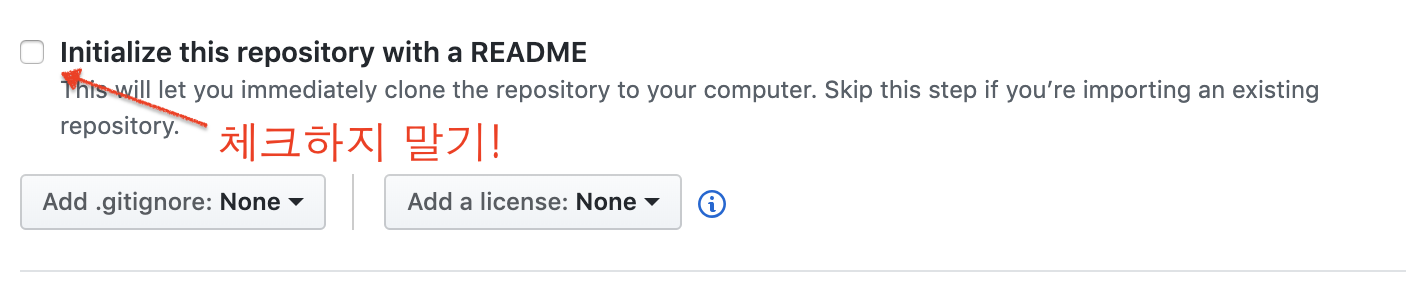 Initialize this repository with a README
This will let you immediately clone the repository to your computer. Skip this step if you’re importing an existing
repository.
체크하지 말기!
Add .gitignore: None
Add a license: None